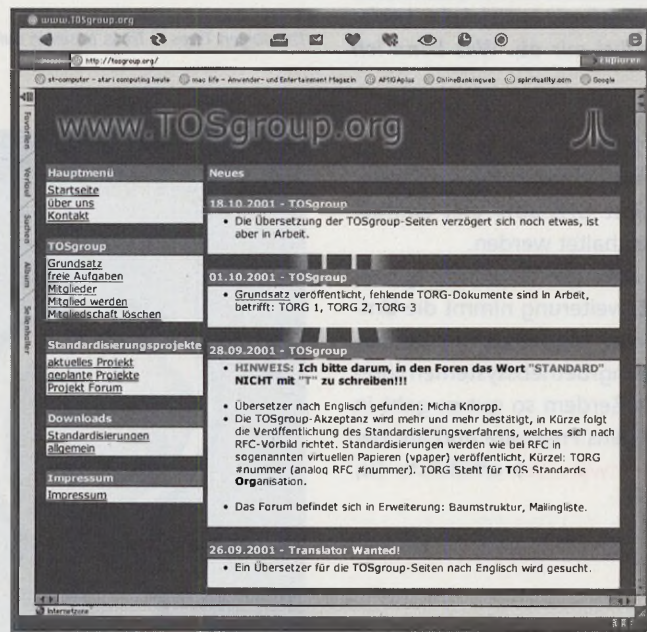 www.TOSgroup.org
http://tosgroup.org/
Explorer
st-computer - atari computing heute
mac life - Anwender- und Entertainment Magazin
AMIGAplus
OnlineBankingweb
spirituality.com
Google
Favoriten
Verlauf
Suchen
Album
Seitenhalter
www.TOSgroup.org
Hauptmenü
Startseite
über uns
Kontakt
TOSgroup
Grundsatz
freie Aufgaben
Mitglieder
Mitglied werden
Mitgliedschaft löschen
Standardisierungsprojekte
aktuelles Projekt
geplante Projekte
Projekt Forum
Downloads
Standardisierungen
allgemein
Impressum
Impressum
Neues
18.10.2001 - TOSgroup
• Die Übersetzung der TOSgroup-Seiten verzögert sich noch etwas, ist
aber in Arbeit.
01.10.2001 - TOSgroup
• Grundsatz veröffentlicht, fehlende TORG-Dokumente sind in Arbeit,
betrifft: TORG 1, TORG 2, TORG 3
28.09.2001 - TOSgroup
• HINWEIS: Ich bitte darum, in den Foren das Wort "STANDARD"
NICHT mit "T" zu schreiben!!!
• Übersetzer nach Englisch gefunden: Micha Knorpp.
• Die TOSgroup-Akzeptanz wird mehr und mehr bestätigt, in Kürze folgt
die Veröffentlichung des Standardisierungsverfahrens, welches sich nach
RFC-Vorbild richtet. Standardisierungen werden wie bei RFC in
sogenannten virtuellen Papieren (vpaper) veröffentlicht, Kürzel: TORG
#nummer (analog RFC #nummer). TORG Steht für TOS Standards
Organisation.
• Das Forum befindet sich in Erweiterung: Baumstruktur, Mailingliste.
26.09.2001 - Translator Wanted!
• Ein Übersetzer für die TOSgroup-Seiten nach Englisch wird gesucht.
Internetzone